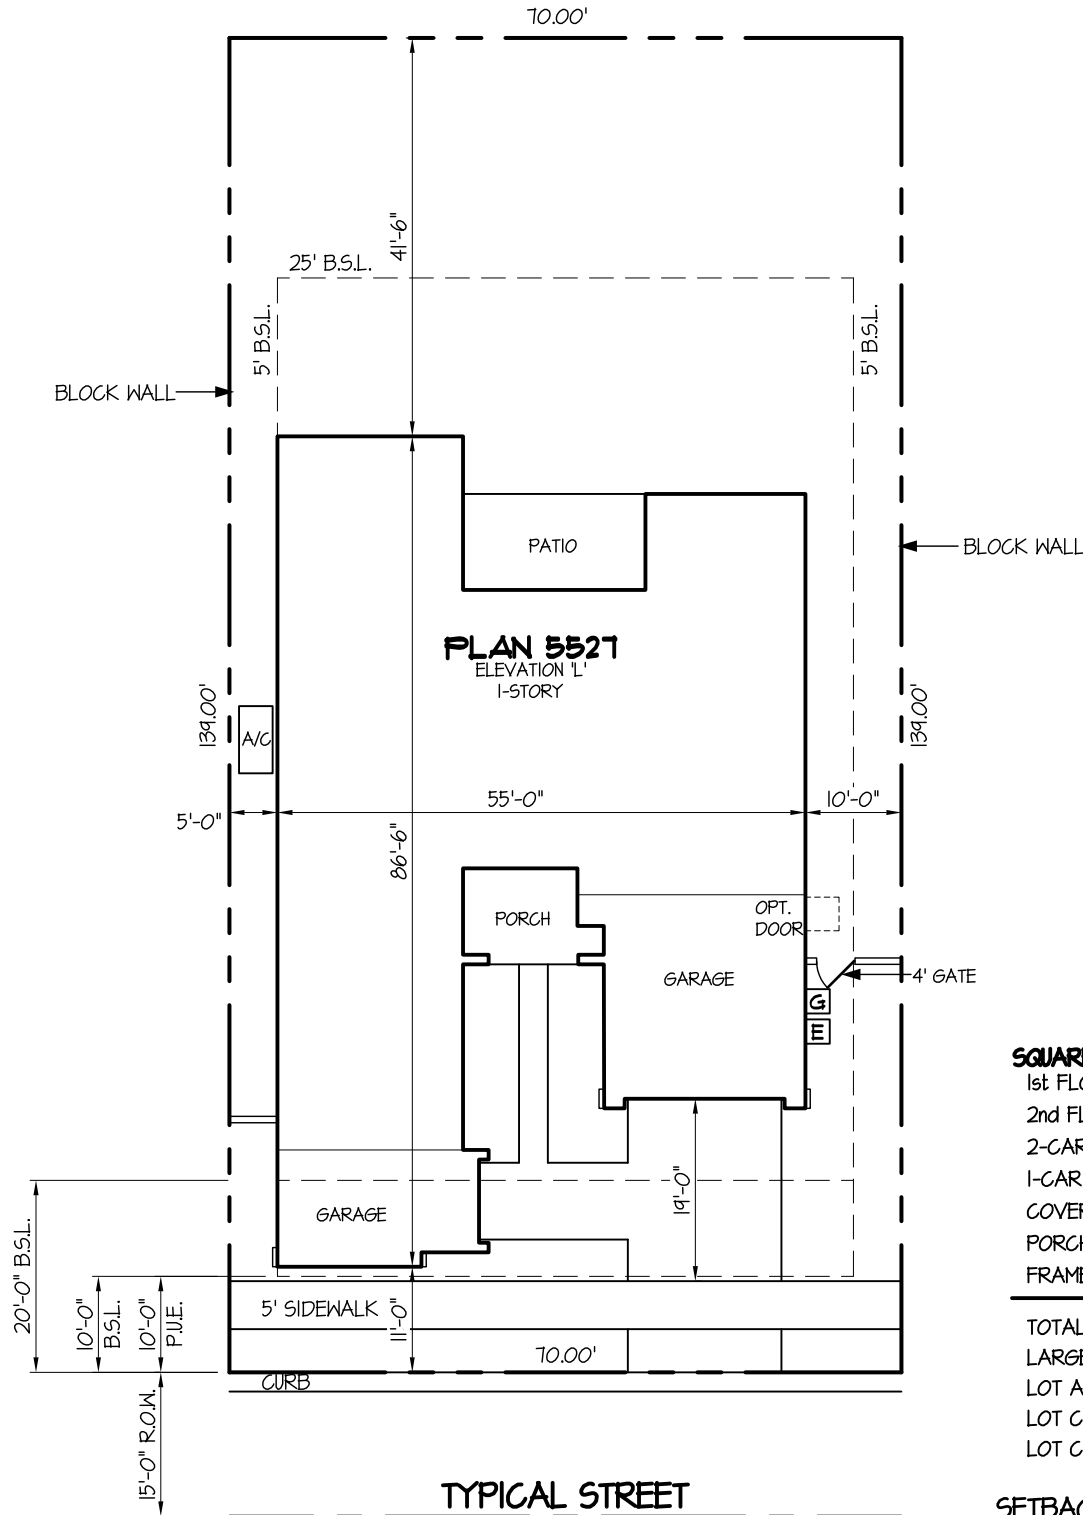 70.00'
41'-6"
25' B.S.L.
5' B.S.L.
5' B.S.L.
BLOCK WALL
BLOCK WALL
PATIO
PLAN 5527
ELEVATION 'L'
1-STORY
139.00'
139.00'
A/C
5'-0"
55'-0"
10'-0"
86'-6"
PORCH
OPT.
DOOR
GARAGE
4' GATE
G
E
19'-0"
GARAGE
20'-0" B.S.L.
10'-0"
B.S.L.
10'-0"
P.U.E.
5' SIDEWALK
11'-0"
70.00'
CURB
15'-0" R.O.W.
TYPICAL STREET
SQUARE
1st FLO
2nd FL
2-CAR
1-CAR
COVER
PORCH
FRAME
TOTAL
LARGE
LOT A
LOT C
LOT C
SETBAC